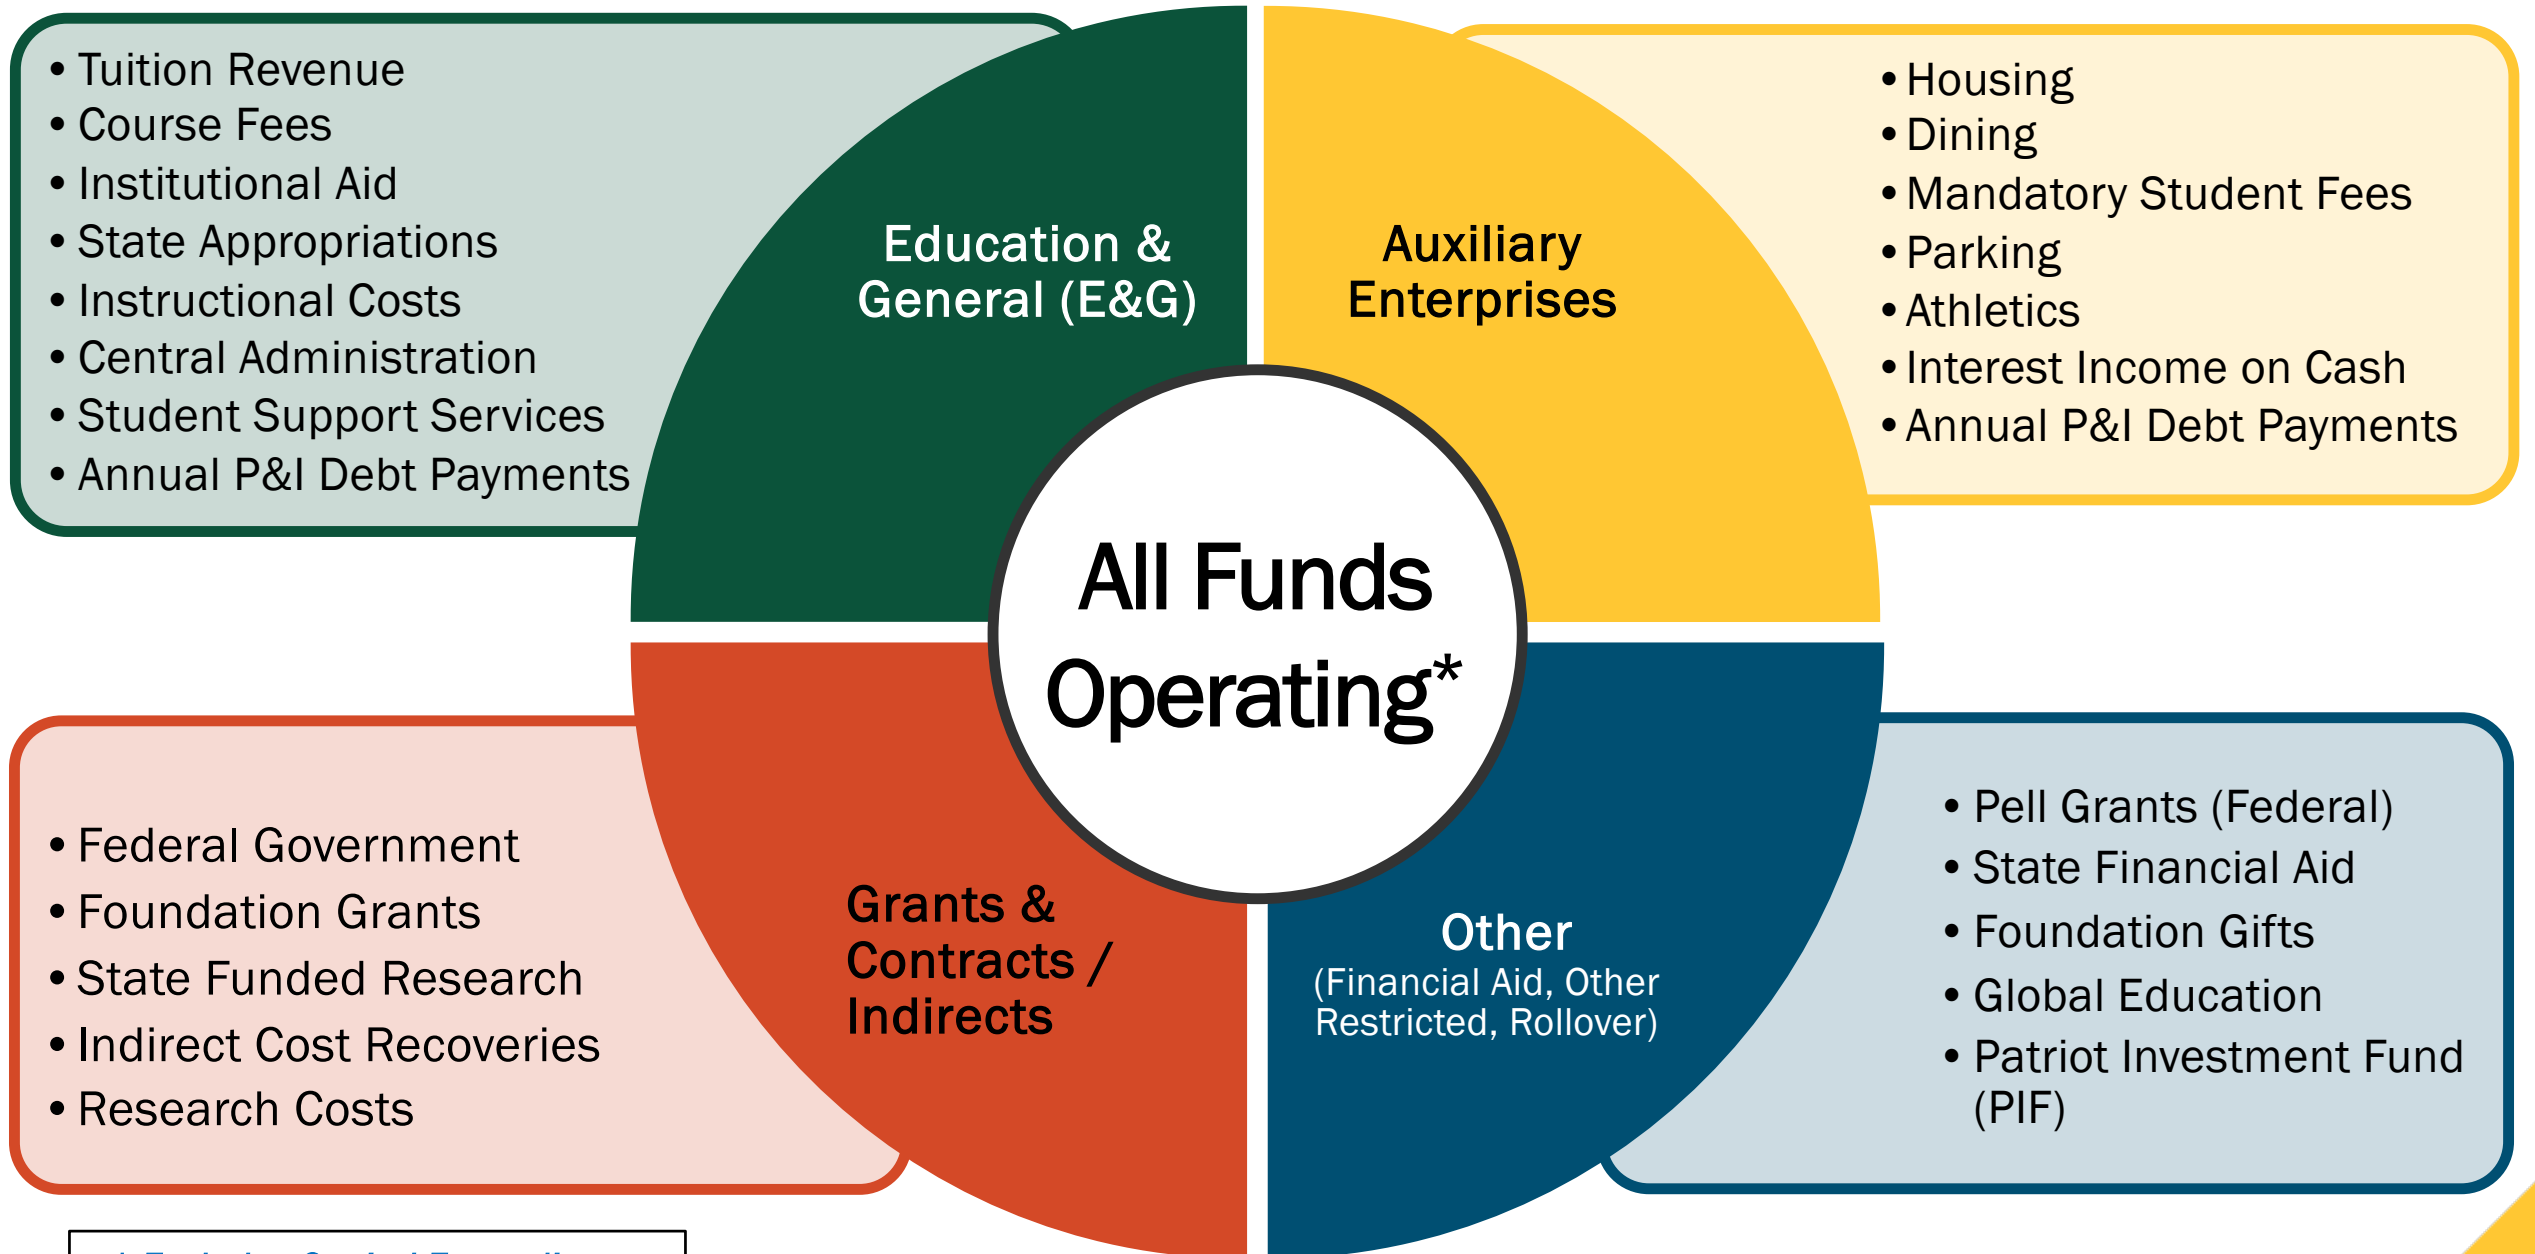 • Tuition Revenue
• Course Fees
• Institutional Aid
• State Appropriations
• Instructional Costs
• Central Administration
• Student Support Services
• Annual P&I Debt Payments
Education &
General (E&G)
Auxiliary
Enterprises
• Housing
• Dining
• Mandatory Student Fees
• Parking
• Athletics
• Interest Income on Cash
• Annual P&I Debt Payments
All Funds
Operating*
• Federal Government
• Foundation Grants
• State Funded Research
• Indirect Cost Recoveries
• Research Costs
Grants &
Contracts /
Indirects
Other
(Financial Aid, Other
Restricted, Rollover)
• Pell Grants (Federal)
• State Financial Aid
• Foundation Gifts
• Global Education
• Patriot Investment Fund
(PIF)